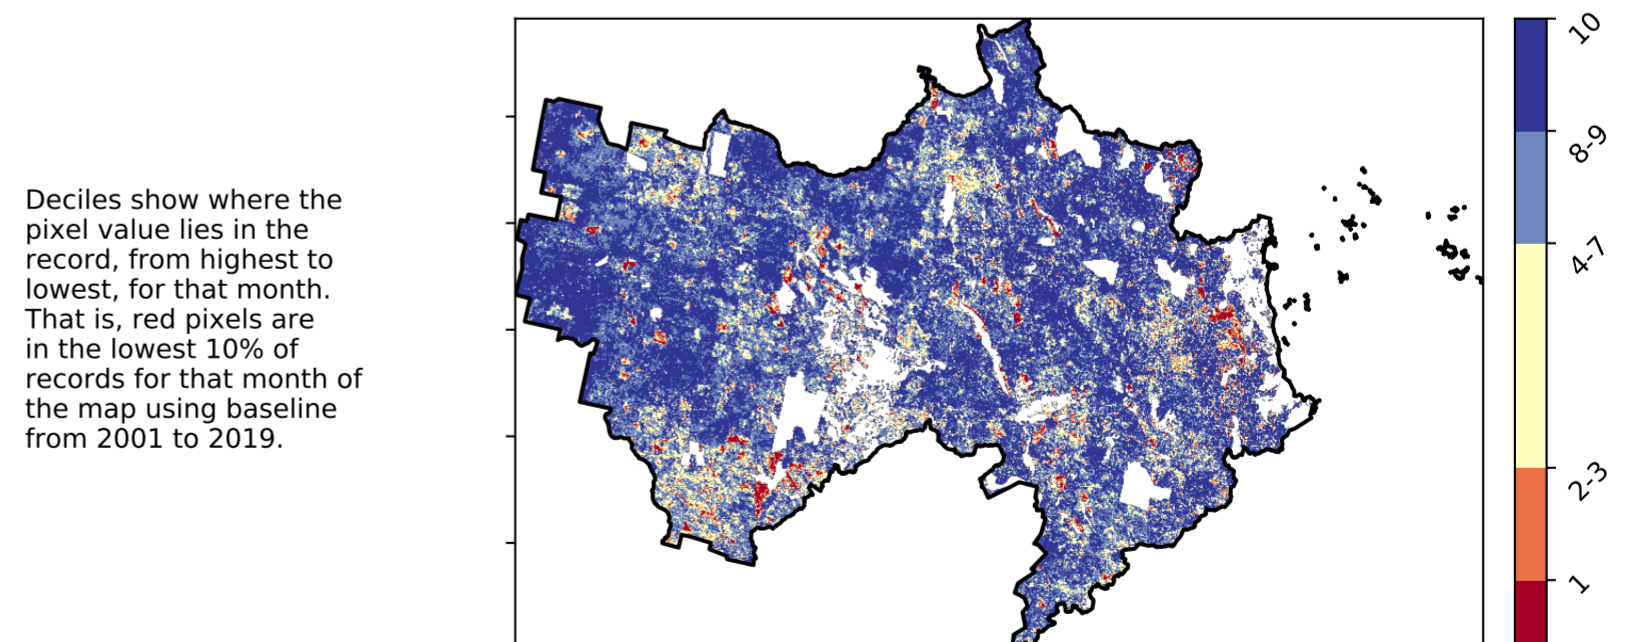 Deciles show where the
pixel value lies in the
record, from highest to
lowest, for that month.
That is, red pixels are
in the lowest 10% of
records for that month of
the map using baseline
from 2001 to 2019.
10
8-9
4-7
2-3
1